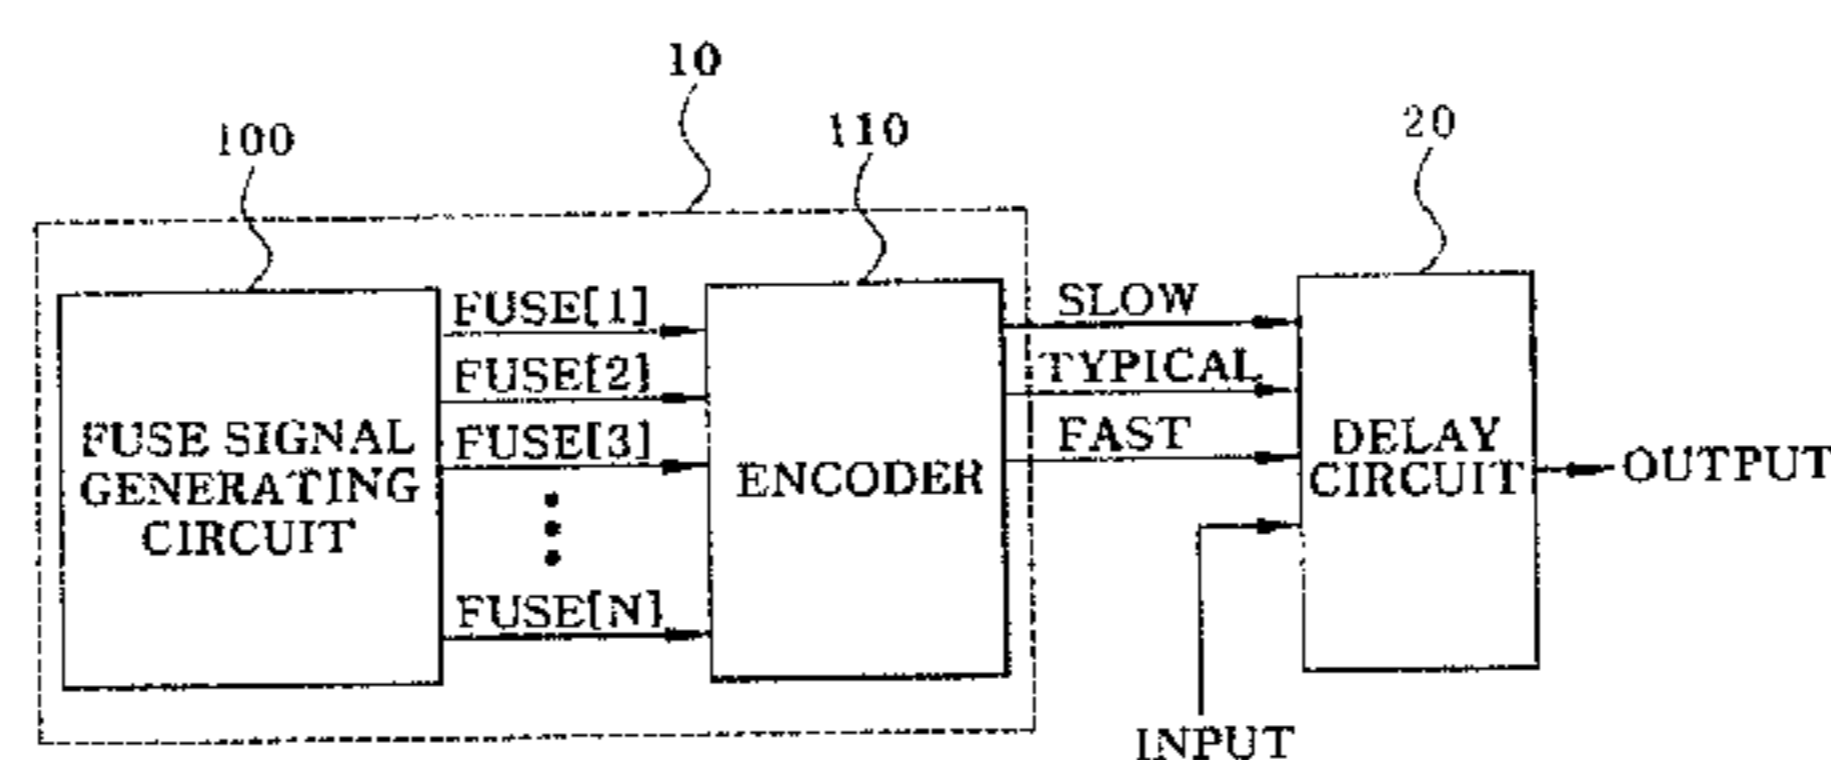 10
100
110
20
FUSE[1]
FUSE[2]
FUSE[3]
FUSE[N]
FUSE SIGNAL
GENERATING
CIRCUIT
ENCODER
SLOW
TYPICAL
FAST
DELAY
CIRCUIT
OUTPUT
INPUT